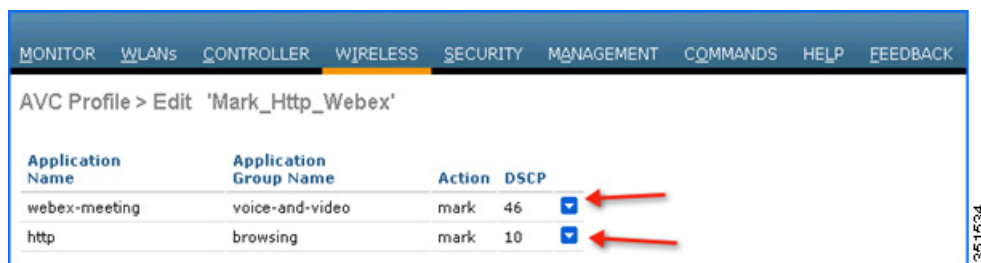 MONITOR WLANs CONTROLLER WIRELESS SECURITY MANAGEMENT COMMANDS HELP FEEDBACK
AVC Profile > Edit 'Mark_Http_Webex'
Application Name Application Group Name Action DSCP
webex-meeting voice-and-video mark 46
http browsing mark 10
351534